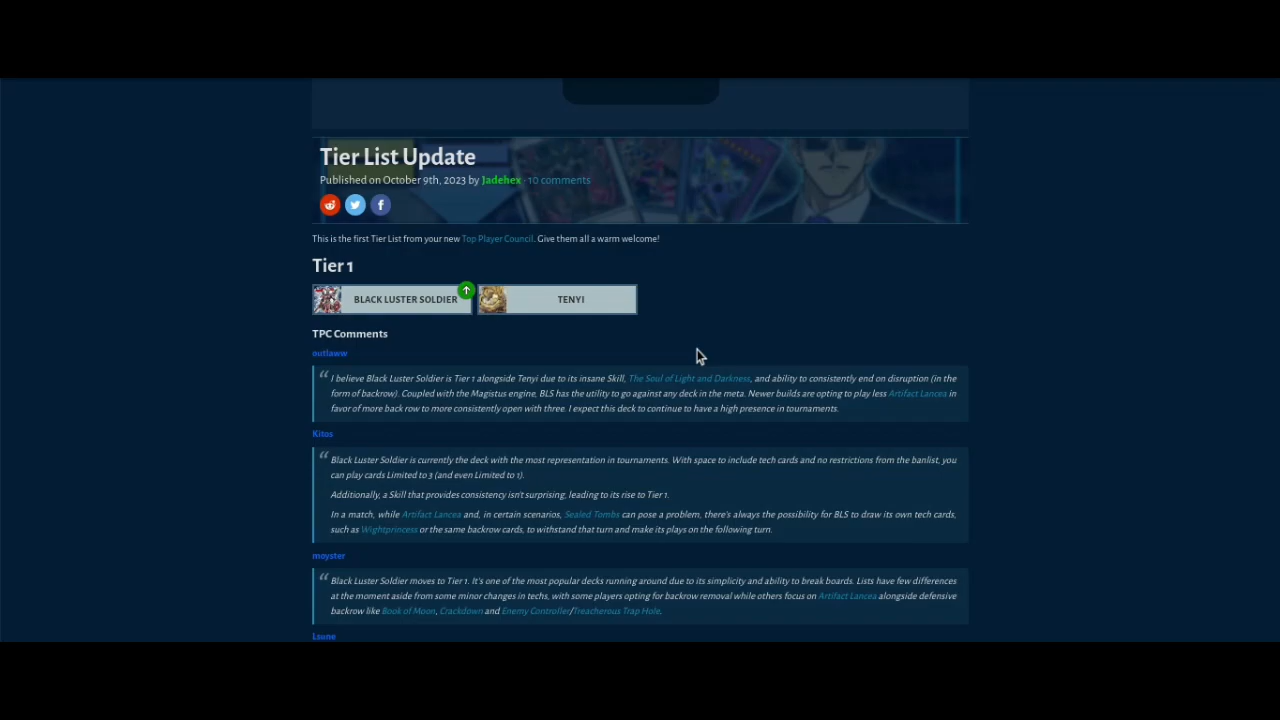 Tier List Update
Published on October 9th, 2023 by Jadehex · 10 comments
This is the first Tier List from your new Top Player Council. Give them all a warm welcome!
Tier 1
BLACK LUSTER SOLDIER TENYI
TPC Comments
outlaww
“ I believe Black Luster Soldier is Tier 1 alongside Tenyi due to its insane Skill, The Soul of Light and Darkness, and ability to consistently end on disruption (in the
form of backrow). Coupled with the Magistus engine, BLS has the utility to go against any deck in the meta. Newer builds are opting to play less Artifact Lancea in
favor of more back row to more consistently open with three. I expect this deck to continue to have a high presence in tournaments.
Kitos
“ Black Luster Soldier is currently the deck with the most representation in tournaments. With space to include tech cards and no restrictions from the banlist, you
can play cards Limited to 3 (and even Limited to 1).
Additionally, a Skill that provides consistency isn't surprising, leading to its rise to Tier 1.
In a match, while Artifact Lancea and, in certain scenarios, Sealed Tombs can pose a problem, there's always the possibility for BLS to draw its own tech cards,
such as Wightprincess or the same backrow cards, to withstand that turn and make its plays on the following turn.
moyster
“ Black Luster Soldier moves to Tier 1. It's one of the most popular decks running around due to its simplicity and ability to break boards. Lists have few differences
at the moment aside from some minor changes in techs, with some players opting for backrow removal while others focus on Artifact Lancea alongside defensive
backrow like Book of Moon, Crackdown and Enemy Controller/Treacherous Trap Hole.
Lsune